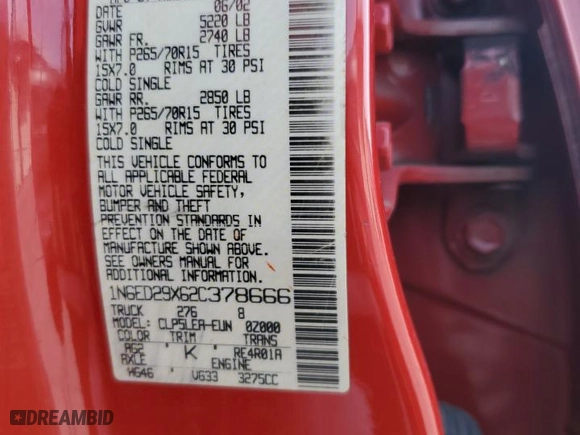 DATE 06/02
GVWR 5220 LB
GAWR FR. 2740 LB
WITH P265/70R15 TIRES
15X7.0 RIMS AT 30 PSI
COLD SINGLE
GAWR RR. 2850 LB
WITH P265/70R15 TIRES
15X7.0 RIMS AT 30 PSI
COLD SINGLE
THIS VEHICLE CONFORMS TO
ALL APPLICABLE FEDERAL
MOTOR VEHICLE SAFETY,
BUMPER AND THEFT
PREVENTION STANDARDS IN
EFFECT ON THE DATE OF
MANUFACTURE SHOWN ABOVE.
SEE OWNERS MANUAL FOR
ADDITIONAL INFORMATION.
1N6ED29X62C378666
TRUCK 276 8
MODEL: CLPSLEA-EUN 0Z000
COLOR TRIM TRANS
AG2 "K" RE4R01A
AXLE ENGINE
HG46 VG33 3275CC
DREAMBID